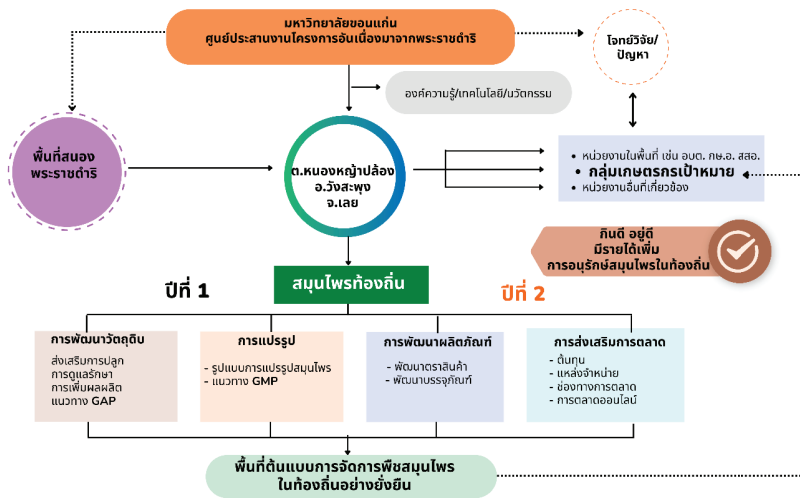 มหาวิทยาลัยขอนแก่น
ศูนย์ประสานงานโครงการอันเนื่องมาจากพระราชดำริ
โจทย์วิจัย/
ปัญหา
องค์ความรู้/เทคโนโลยี/นวัตกรรม
พื้นที่สนอง
พระราชดำริ
ต.หนองหญ้าปล้อง
อ.วังสะพุง
จ.เลย
• หน่วยงานในพื้นที่ เช่น อบต. กษ.อ. สสอ.
• กลุ่มเกษตรกรเป้าหมาย
• หน่วยงานอื่นที่เกี่ยวข้อง
กินดี อยู่ดี
มีรายได้เพิ่ม
การอนุรักษ์สมุนไพรในท้องถิ่น
สมุนไพรท้องถิ่น
ปีที่ 1
ปีที่ 2
การพัฒนาวัตถุดิบ
ส่งเสริมการปลูก
การดูแลรักษา
การเพิ่มผลผลิต
แนวทาง GAP
การแปรรูป
- รูปแบบการแปรรูปสมุนไพร
- แนวทาง GMP
การพัฒนาผลิตภัณฑ์
- พัฒนาตราสินค้า
- พัฒนาบรรจุภัณฑ์
การส่งเสริมการตลาด
- ต้นทุน
- แหล่งจำหน่าย
- ช่องทางการตลาด
- การตลาดออนไลน์
พื้นที่ต้นแบบการจัดการพืชสมุนไพร
ในท้องถิ่นอย่างยั่งยืน